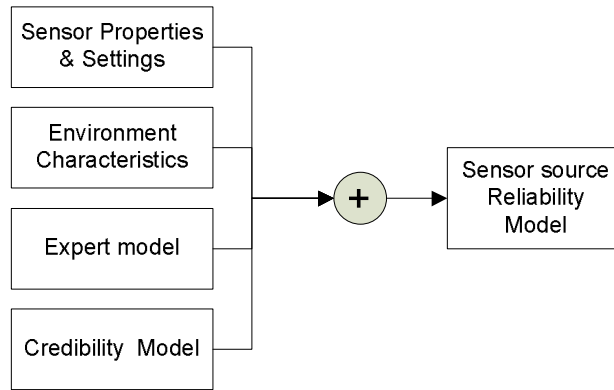 Sensor Properties
& Settings
Environment
Characteristics
Expert model
Credibility Model
+
Sensor source
Reliability
Model